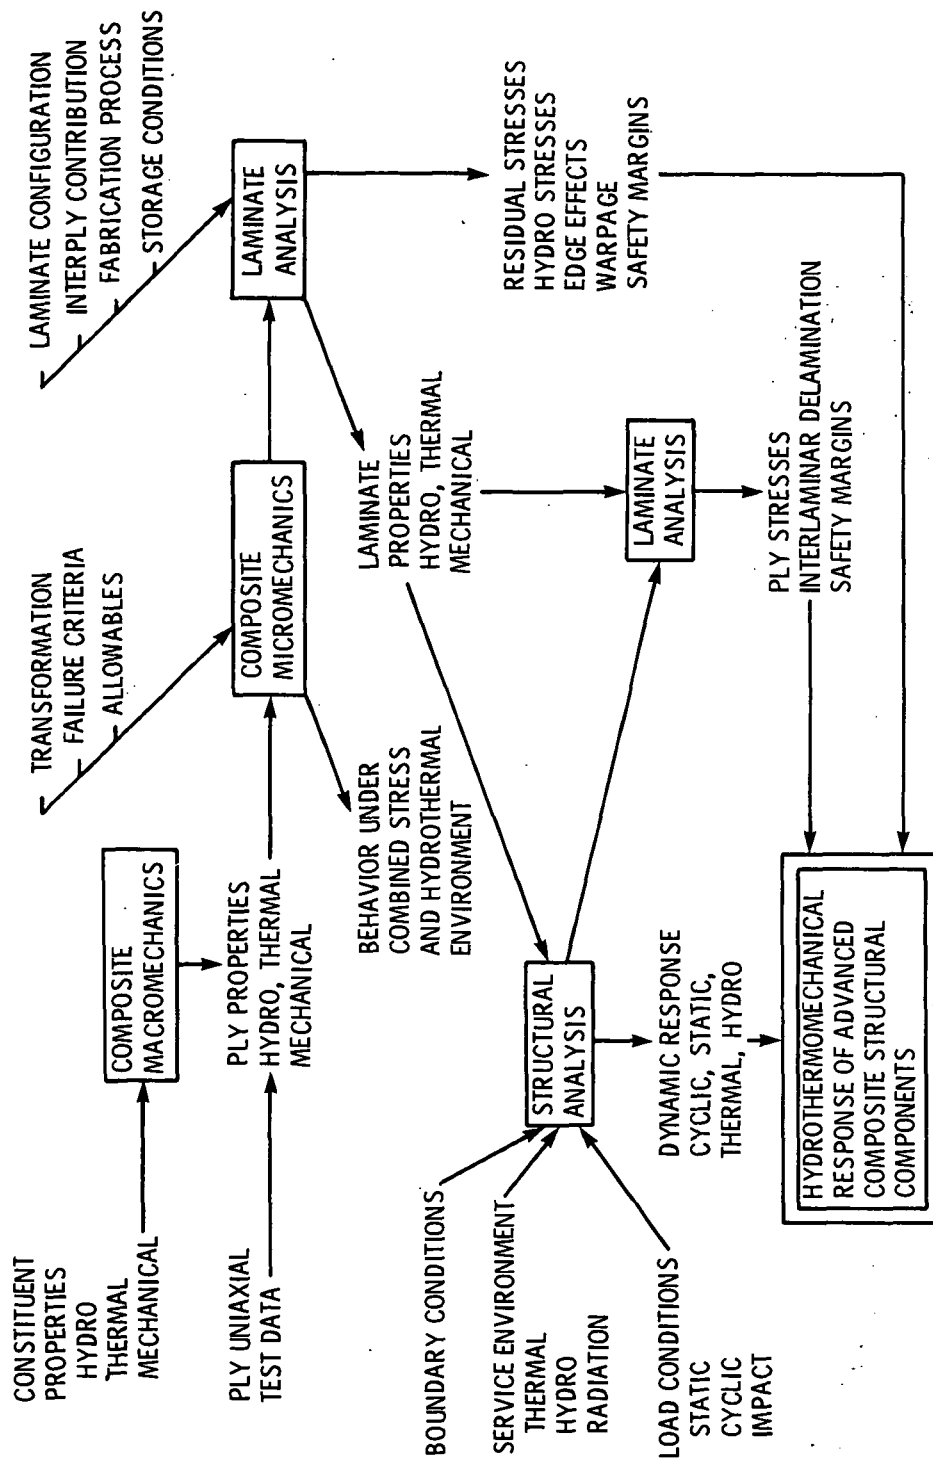 CONSTITUENT
PROPERTIES
HYDRO
THERMAL
MECHANICAL
COMPOSITE
MACROMECHANICS
TRANSFORMATION
FAILURE CRITERIA
ALLOWABLES
LAMINATE CONFIGURATION
INTERPLY CONTRIBUTION
FABRICATION PROCESS
STORAGE CONDITIONS
PLY UNIAXIAL
TEST DATA
PLY PROPERTIES
HYDRO, THERMAL
MECHANICAL
COMPOSITE
MICROMECHANICS
LAMINATE
ANALYSIS
BEHAVIOR UNDER
COMBINED STRESS
AND HYDROTHERMAL
ENVIRONMENT
LAMINATE
PROPERTIES
HYDRO, THERMAL
MECHANICAL
RESIDUAL STRESSES
HYDRO STRESSES
EDGE EFFECTS
WARPAGE
SAFETY MARGINS
BOUNDARY CONDITIONS
SERVICE ENVIRONMENT
THERMAL
HYDRO
RADIATION
LOAD CONDITIONS
STATIC
CYCLIC
IMPACT
STRUCTURAL
ANALYSIS
LAMINATE
ANALYSIS
DYNAMIC RESPONSE
CYCLIC, STATIC,
THERMAL, HYDRO
PLY STRESSES
INTERLAMINAR DELAMINATION
SAFETY MARGINS
HYDROTHERMOMECHANICAL
RESPONSE OF ADVANCED
COMPOSITE STRUCTURAL
COMPONENTS